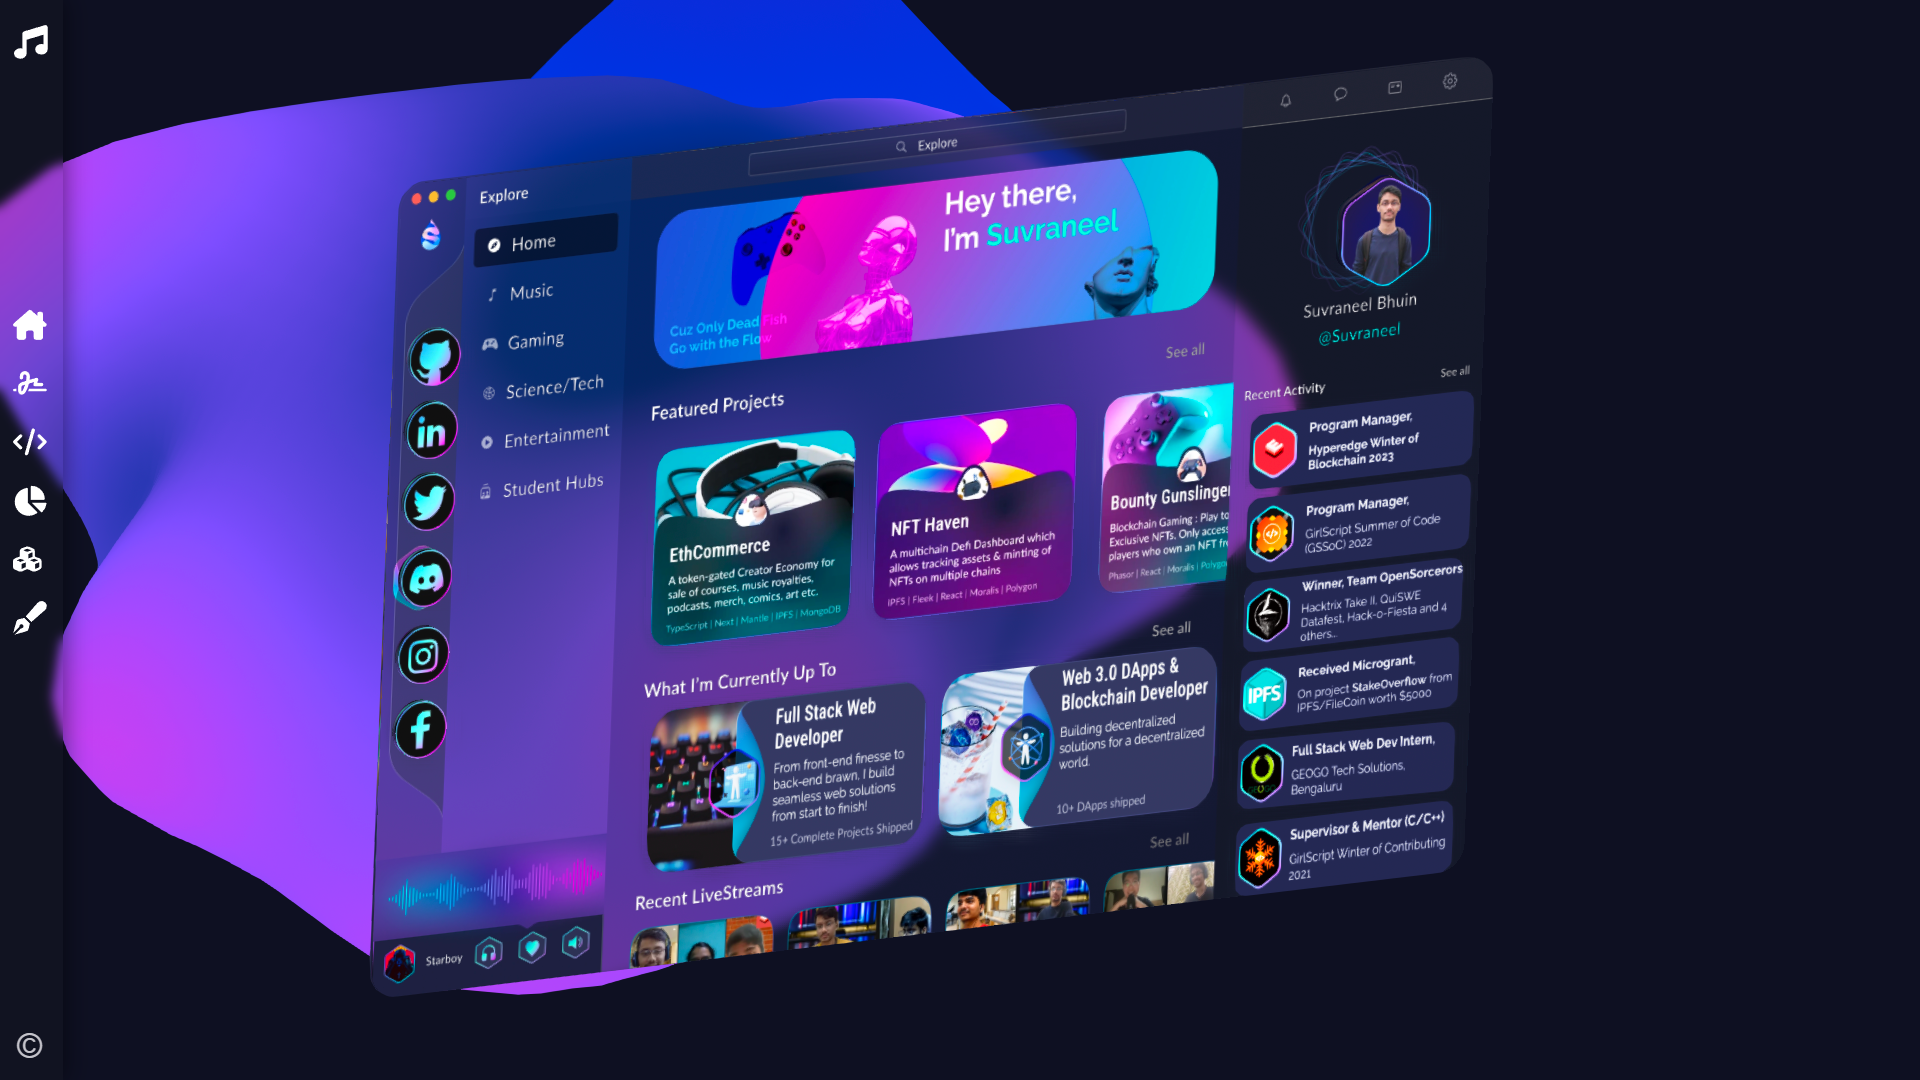 Explore
Explore
Home
Music
Gaming
Science/Tech
Entertainment
Student Hubs
Starboy
Hey there,
I'm Suvraneel
Cuz Only Dead Fish
Go with the Flow
See all
Featured Projects
EthCommerce
A token-gated Creator Economy for
sale of courses, music royalties,
podcasts, merch, comics, art etc.
TypeScript | Next | Mantle | IPFS | MongoDB
NFT Haven
A multichain Defi Dashboard which
allows tracking assets & minting of
NFTs on multiple chains
IPFS | Fleek | React | Moralis | Polygon
Bounty Gunslinger
Blockchain Gaming : Play to
Exclusive NFTs. Only access
players who own an NFT fr
Phasor | React | Moralis | Polygo
See all
What I'm Currently Up To
Full Stack Web
Developer
From front-end finesse to
back-end brawn, I build
seamless web solutions
from start to finish!
15+ Complete Projects Shipped
Web 3.0 DApps &
Blockchain Developer
Building decentralized
solutions for a decentralized
world.
10+ DApps shipped
See all
Recent LiveStreams
Suvraneel Bhuin
@Suvraneel
See all
Recent Activity
Program Manager,
Hyperedge Winter of
Blockchain 2023
Program Manager,
GirlScript Summer of Code
(GSSoC) 2022
Winner, Team OpenSorcerors
Hacktrix Take II, QuiSWE
Datafest, Hack-o-Fiesta and 4
others...
IPFS
Received Microgrant,
On project StakeOverflow from
IPFS/FileCoin worth $5000
Full Stack Web Dev Intern,
GEOGO Tech Solutions,
Bengaluru
Supervisor & Mentor (C/C++)
GirlScript Winter of Contributing
2021